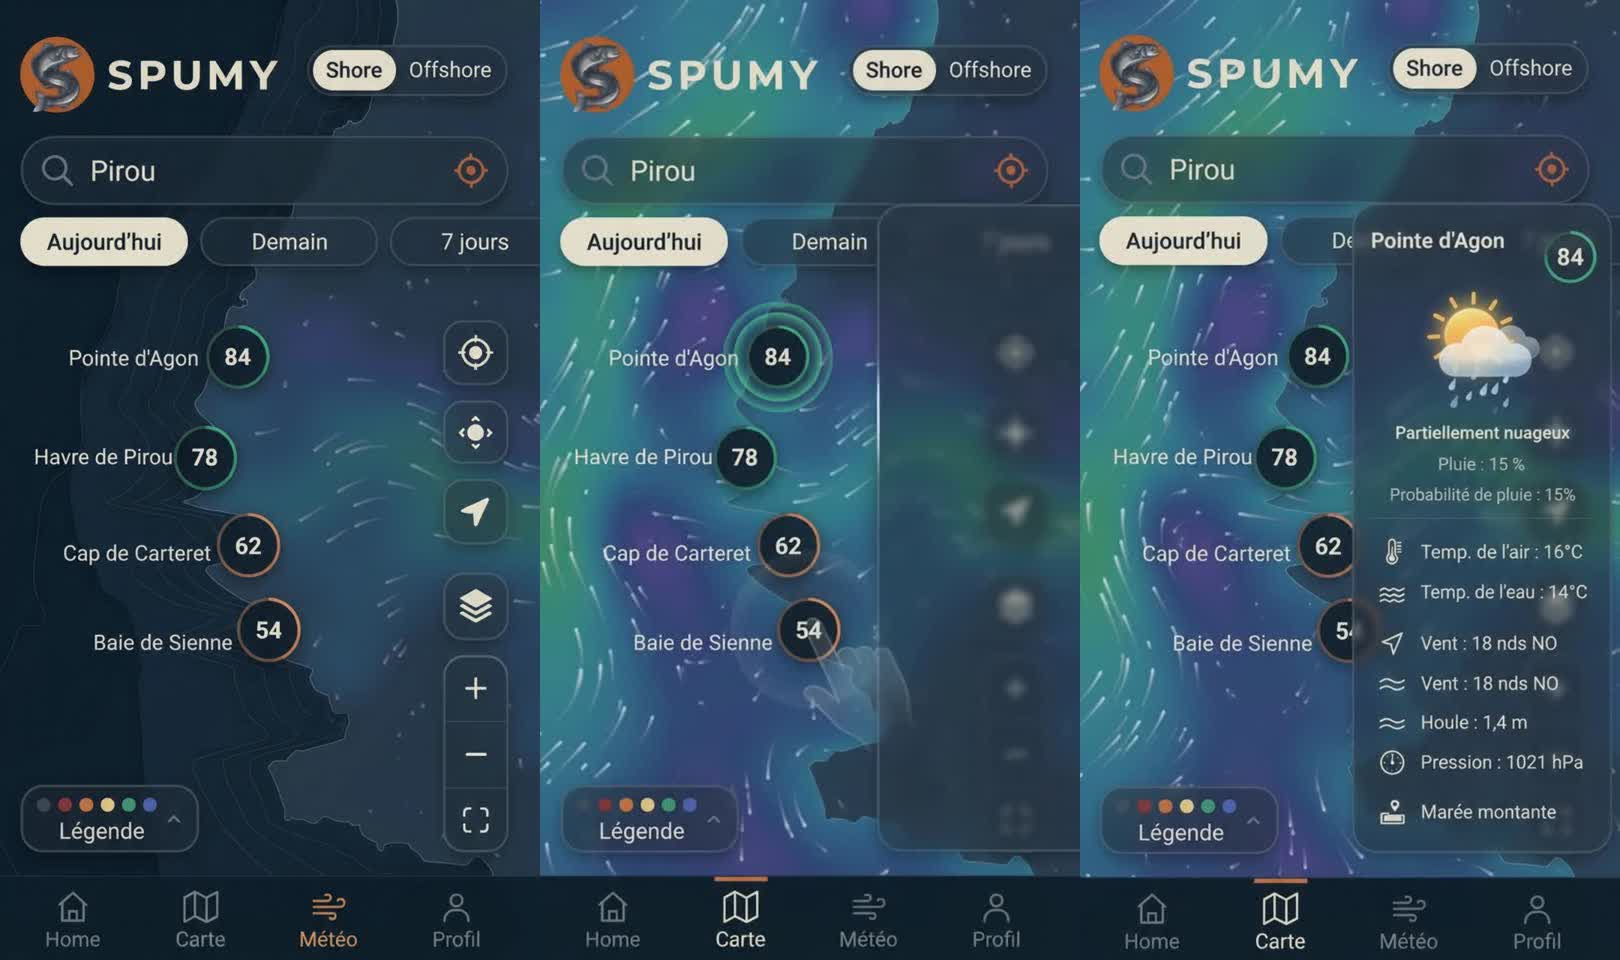 SPUMY
Shore Offshore
Pirou
Aujourd'hui Demain 7 jours
Pointe d'Agon 84
Havre de Pirou 78
Cap de Carteret 62
Baie de Sienne 54
Légende
Home Carte Météo Profil
SPUMY
Shore Offshore
Pirou
Aujourd'hui Demain
Pointe d'Agon 84
Havre de Pirou 78
Cap de Carteret 62
Baie de Sienne 54
Légende
Home Carte Météo Profil
SPUMY
Shore Offshore
Pirou
Aujourd'hui De
Pointe d'Agon 84
Havre de Pirou 78
Cap de Carteret 62
Baie de Sienne 54
Légende
Pointe d'Agon 84
Partiellement nuageux
Pluie : 15 %
Probabilité de pluie : 15%
Temp. de l'air : 16°C
Temp. de l'eau : 14°C
Vent : 18 nds NO
Vent : 18 nds NO
Houle : 1,4 m
Pression : 1021 hPa
Marée montante
Home Carte Météo Profil